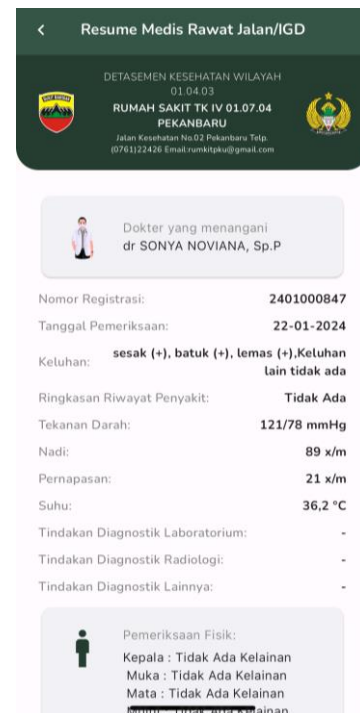 Resume Medis Rawat Jalan/IGD
DETASEMEN KESEHATAN WILAYAH
01.04.03
RUMAH SAKIT TK IV 01.07.04
PEKANBARU
Jalan Kesehatan No.02 Pekanbaru Telp.
(0761)22426 Email:rumkitpku@gmail.com
Dokter yang menangani
dr SONYA NOVIANA, Sp.P
Nomor Registrasi: 2401000847
Tanggal Pemeriksaan: 22-01-2024
Keluhan: sesak (+), batuk (+), lemas (+),Keluhan
lain tidak ada
Ringkasan Riwayat Penyakit: Tidak Ada
Tekanan Darah: 121/78 mmHg
Nadi: 89 x/m
Pernapasan: 21 x/m
Suhu: 36,2 °C
Tindakan Diagnostik Laboratorium: -
Tindakan Diagnostik Radiologi: -
Tindakan Diagnostik Lainnya: -
Pemeriksaan Fisik:
Kepala : Tidak Ada Kelainan
Muka : Tidak Ada Kelainan
Mata : Tidak Ada Kelainan